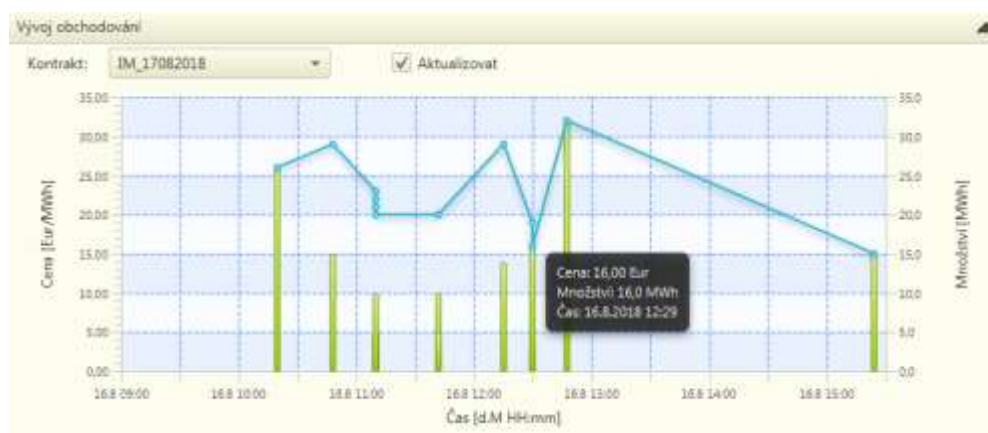 Vývoj obchodování
Kontrakt: IM_17082018 Aktualizovat
35,00 35,0
30,00 30,0
25,00 25,0
20,00 20,0
15,00 15,0
10,00 10,0
5,00 5,0
0,00 0,0
Cena [Eur/MWh]
Množství [MWh]
Cena: 16,00 Eur
Množství: 16,0 MWh
Čas: 16.8.2018 12:29
16.8 09:00 16.8 10:00 16.8 11:00 16.8 12:00 16.8 13:00 16.8 14:00 16.8 15:00
Čas [d.M HH:mm]